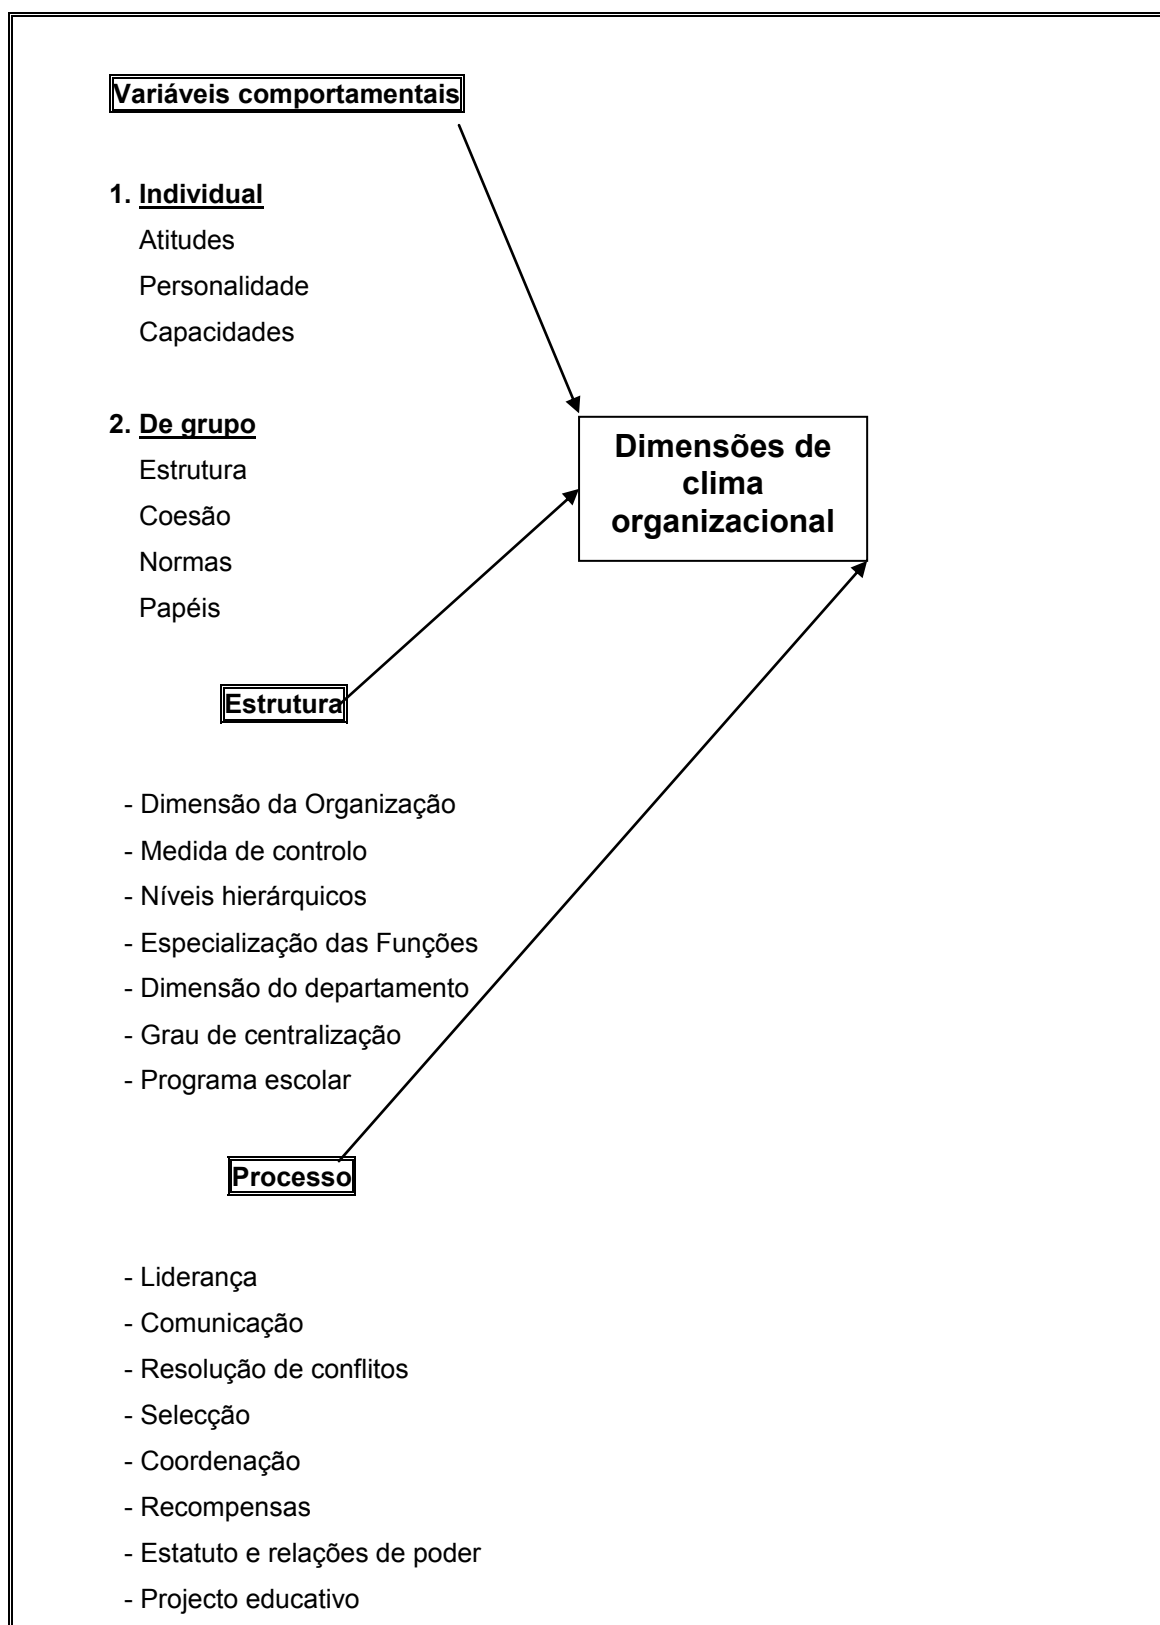 Variáveis comportamentais
1. Individual
Atitudes
Personalidade
Capacidades
2. De grupo
Estrutura
Coesão
Normas
Papéis
Dimensões de
clima
organizacional
Estrutura
- Dimensão da Organização
- Medida de controlo
- Níveis hierárquicos
- Especialização das Funções
- Dimensão do departamento
- Grau de centralização
- Programa escolar
Processo
- Liderança
- Comunicação
- Resolução de conflitos
- Selecção
- Coordenação
- Recompensas
- Estatuto e relações de poder
- Projecto educativo